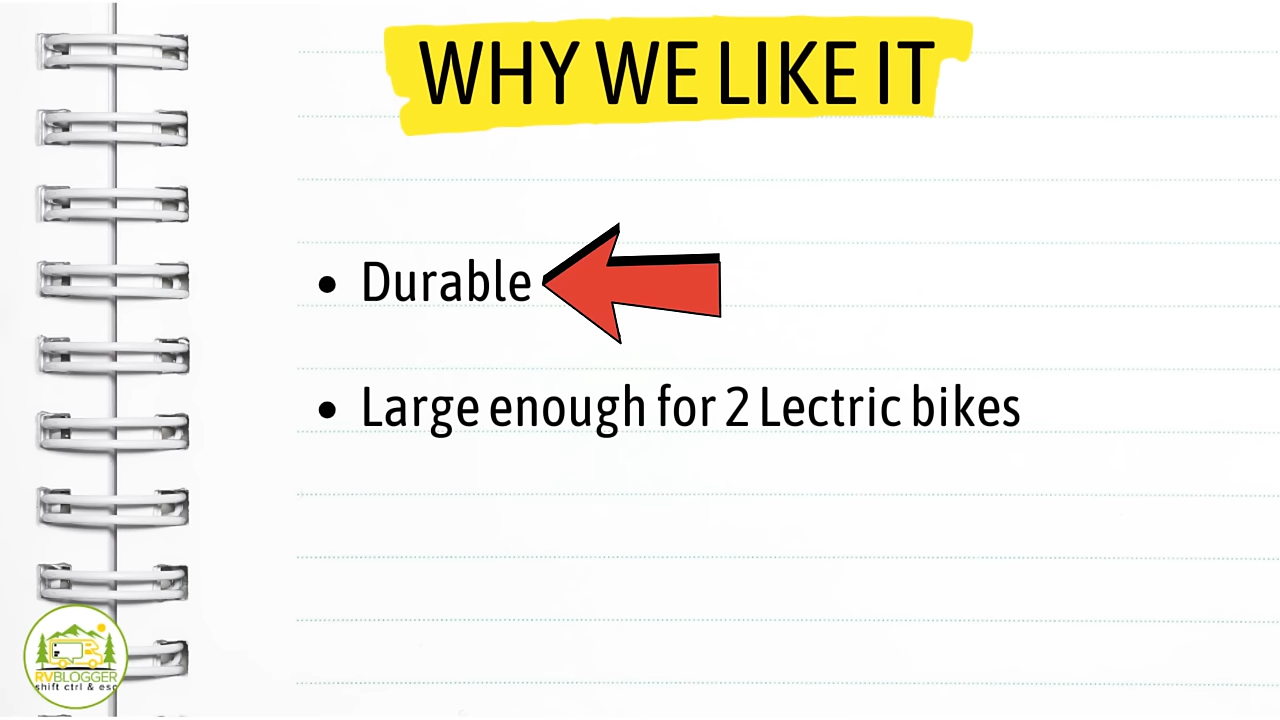 WHY WE LIKE IT
• Durable
• Large enough for 2 Lectric bikes
RVBLOGGER
shift ctrl & esc